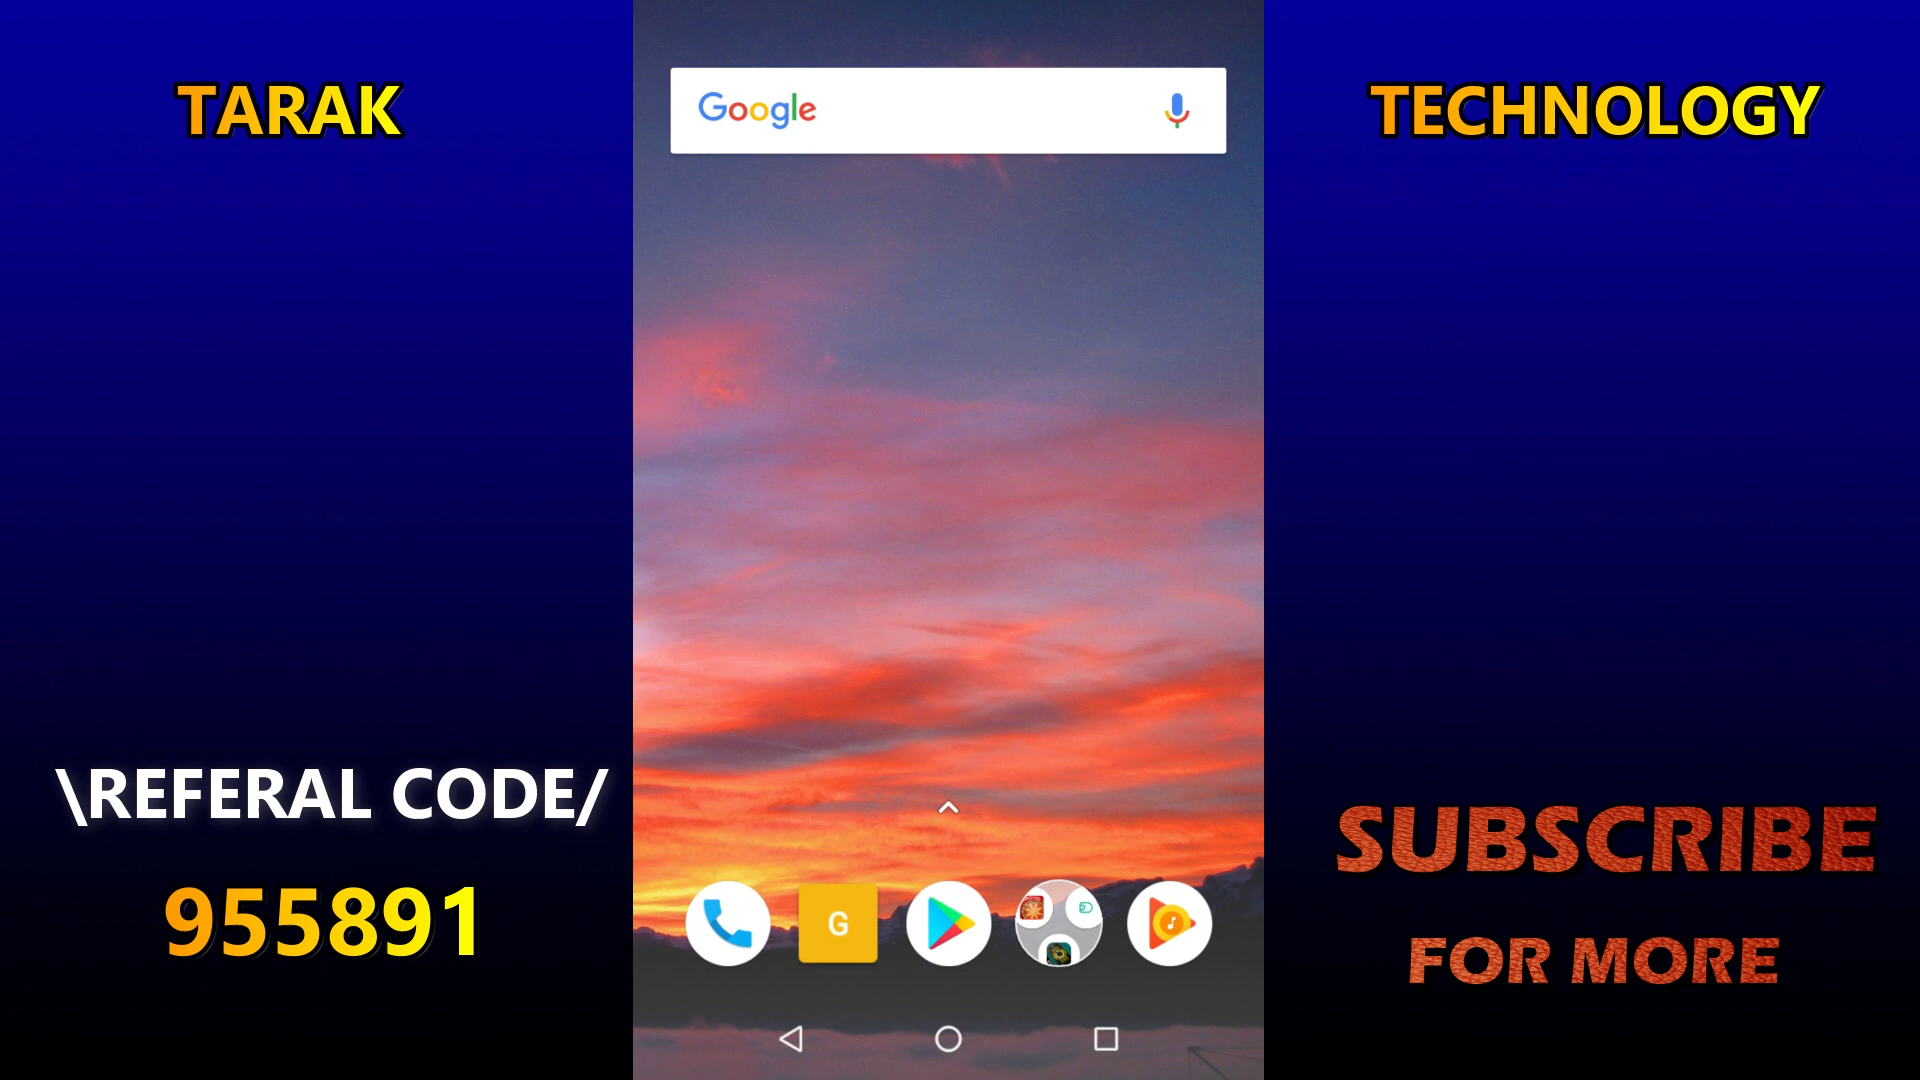 TARAK
TECHNOLOGY
Google
\REFERAL CODE/
955891
G
SUBSCRIBE
FOR MORE